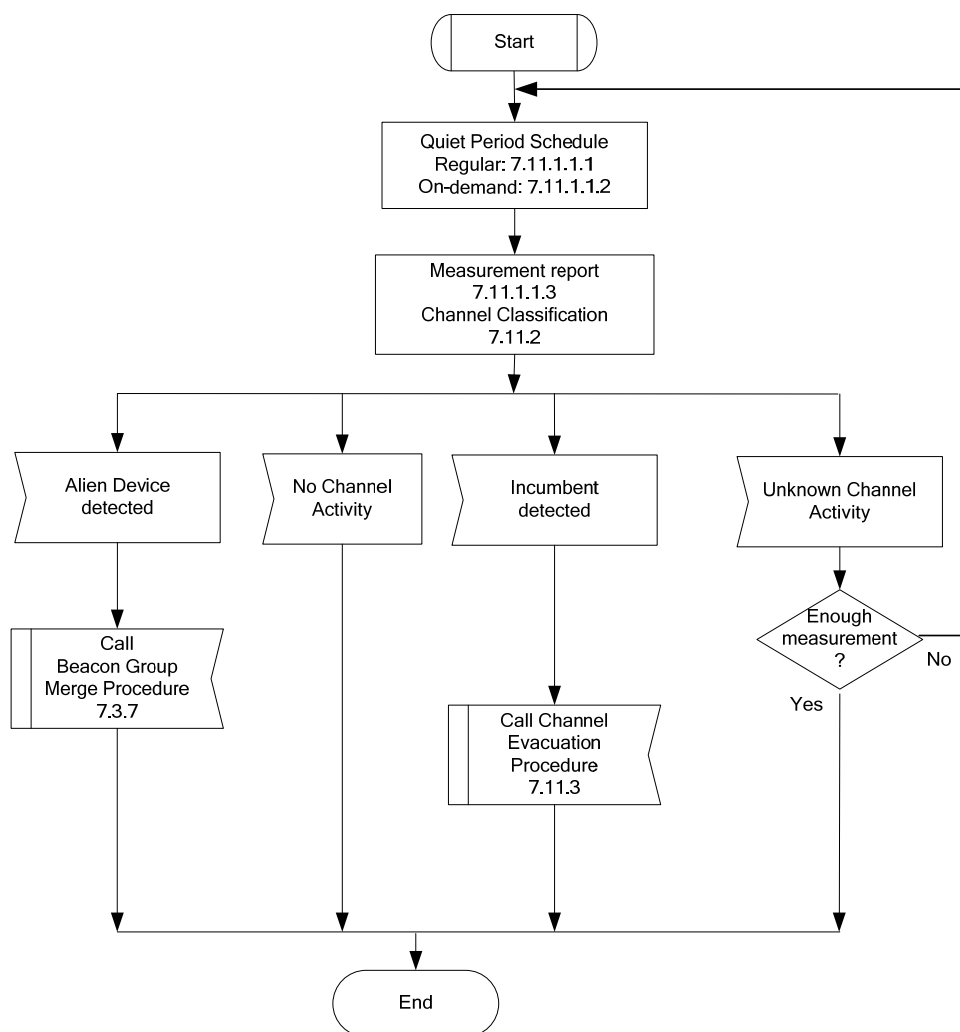 Start
Quiet Period Schedule
Regular: 7.11.1.1.1
On-demand: 7.11.1.1.2
Measurement report
7.11.1.1.3
Channel Classification
7.11.2
Alien Device
detected
No Channel
Activity
Incumbent
detected
Unknown Channel
Activity
Call
Beacon Group
Merge Procedure
7.3.7
Call Channel
Evacuation
Procedure
7.11.3
Enough
measurement
?
No
Yes
End